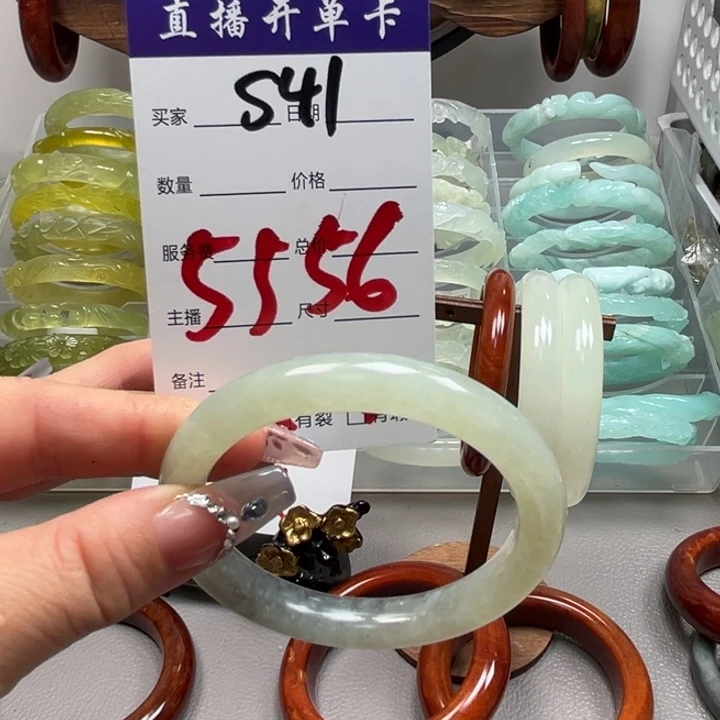 直播开单卡
S41
买家 日期
数量 价格
5556
服务费 总价
主播 尺寸
备注
有裂